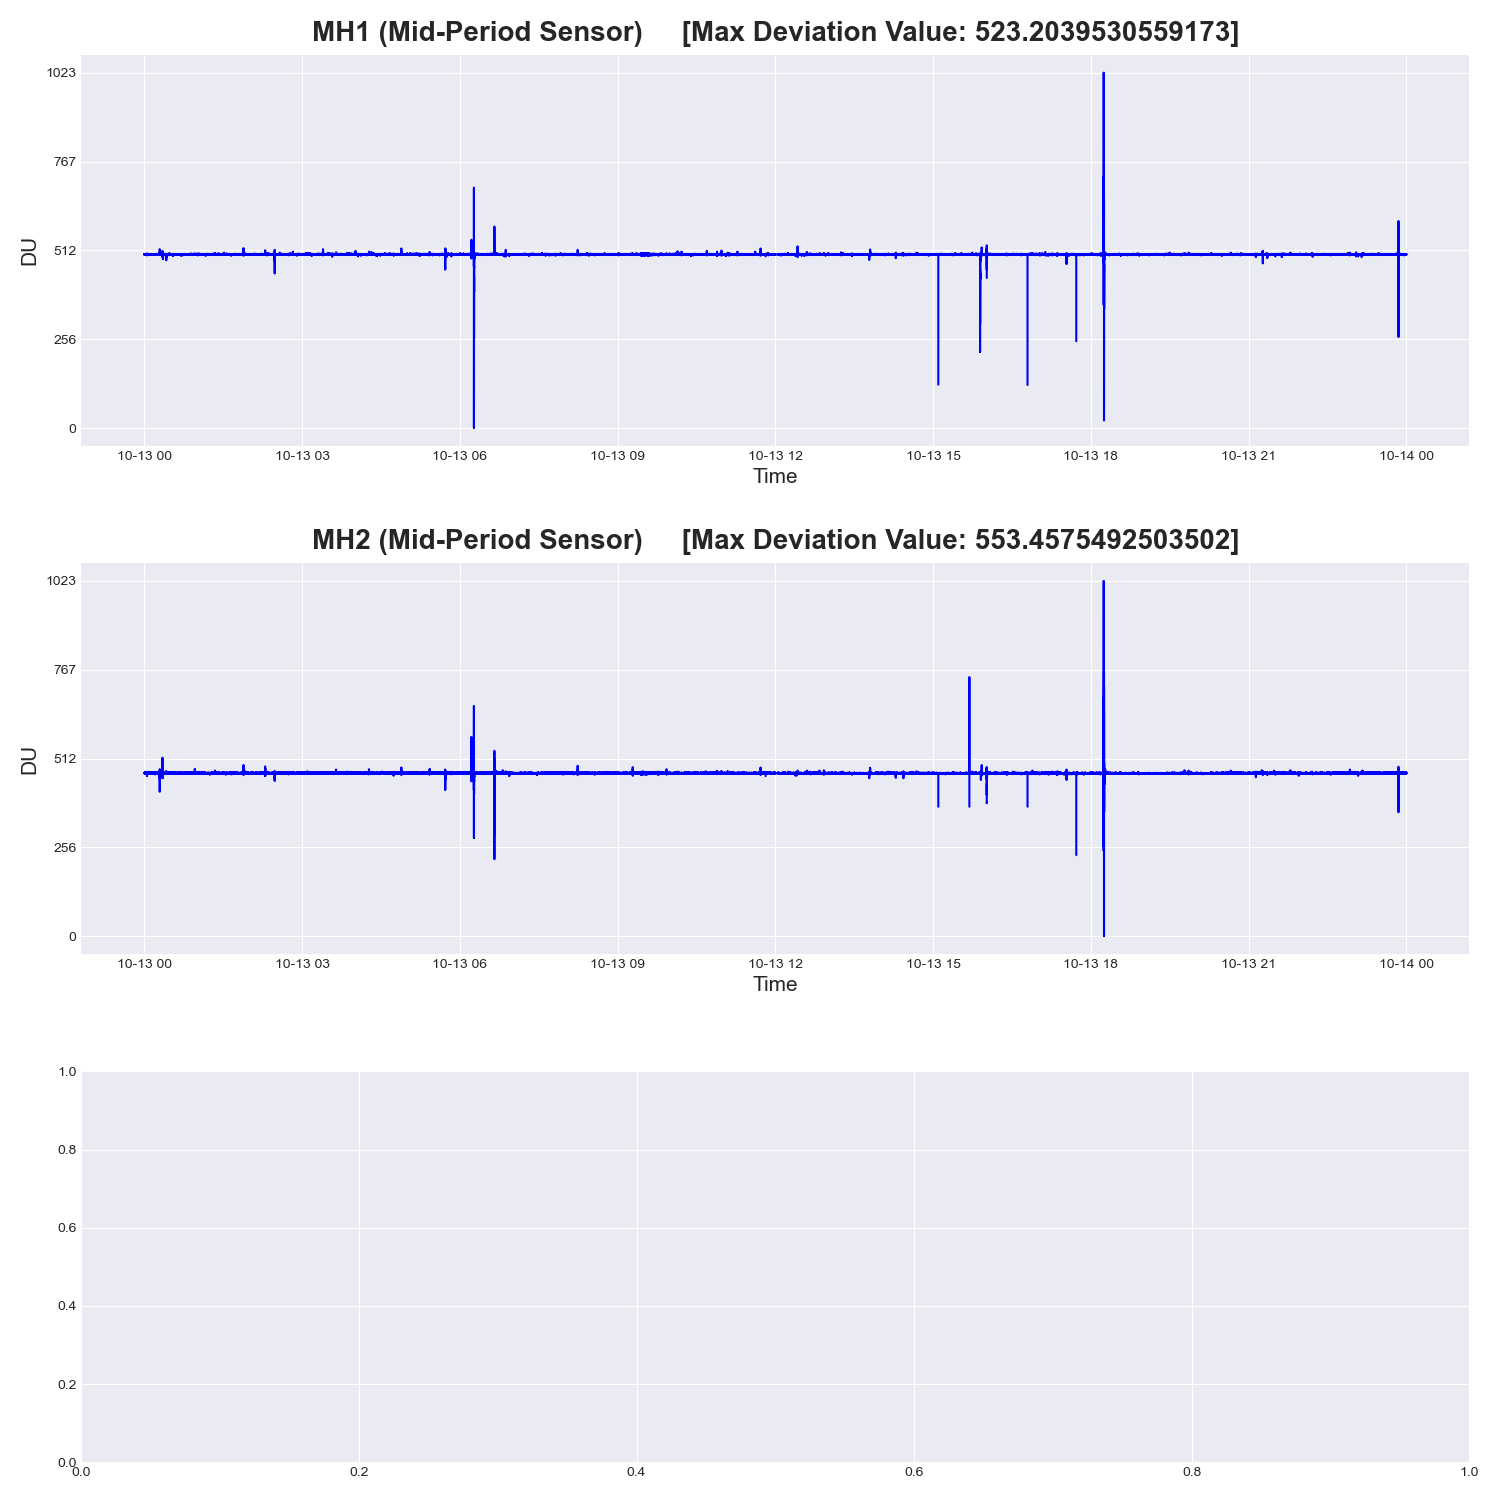 MH1 (Mid-Period Sensor) [Max Deviation Value: 523.2039530559173]
1023
767
512
256
0
DU
10-13 00 10-13 03 10-13 06 10-13 09 10-13 12 10-13 15 10-13 18 10-13 21 10-14 00
Time
MH2 (Mid-Period Sensor) [Max Deviation Value: 553.4575492503502]
1023
767
512
256
0
DU
10-13 00 10-13 03 10-13 06 10-13 09 10-13 12 10-13 15 10-13 18 10-13 21 10-14 00
Time
1.0
0.8
0.6
0.4
0.2
0.0
0.0 0.2 0.4 0.6 0.8 1.0